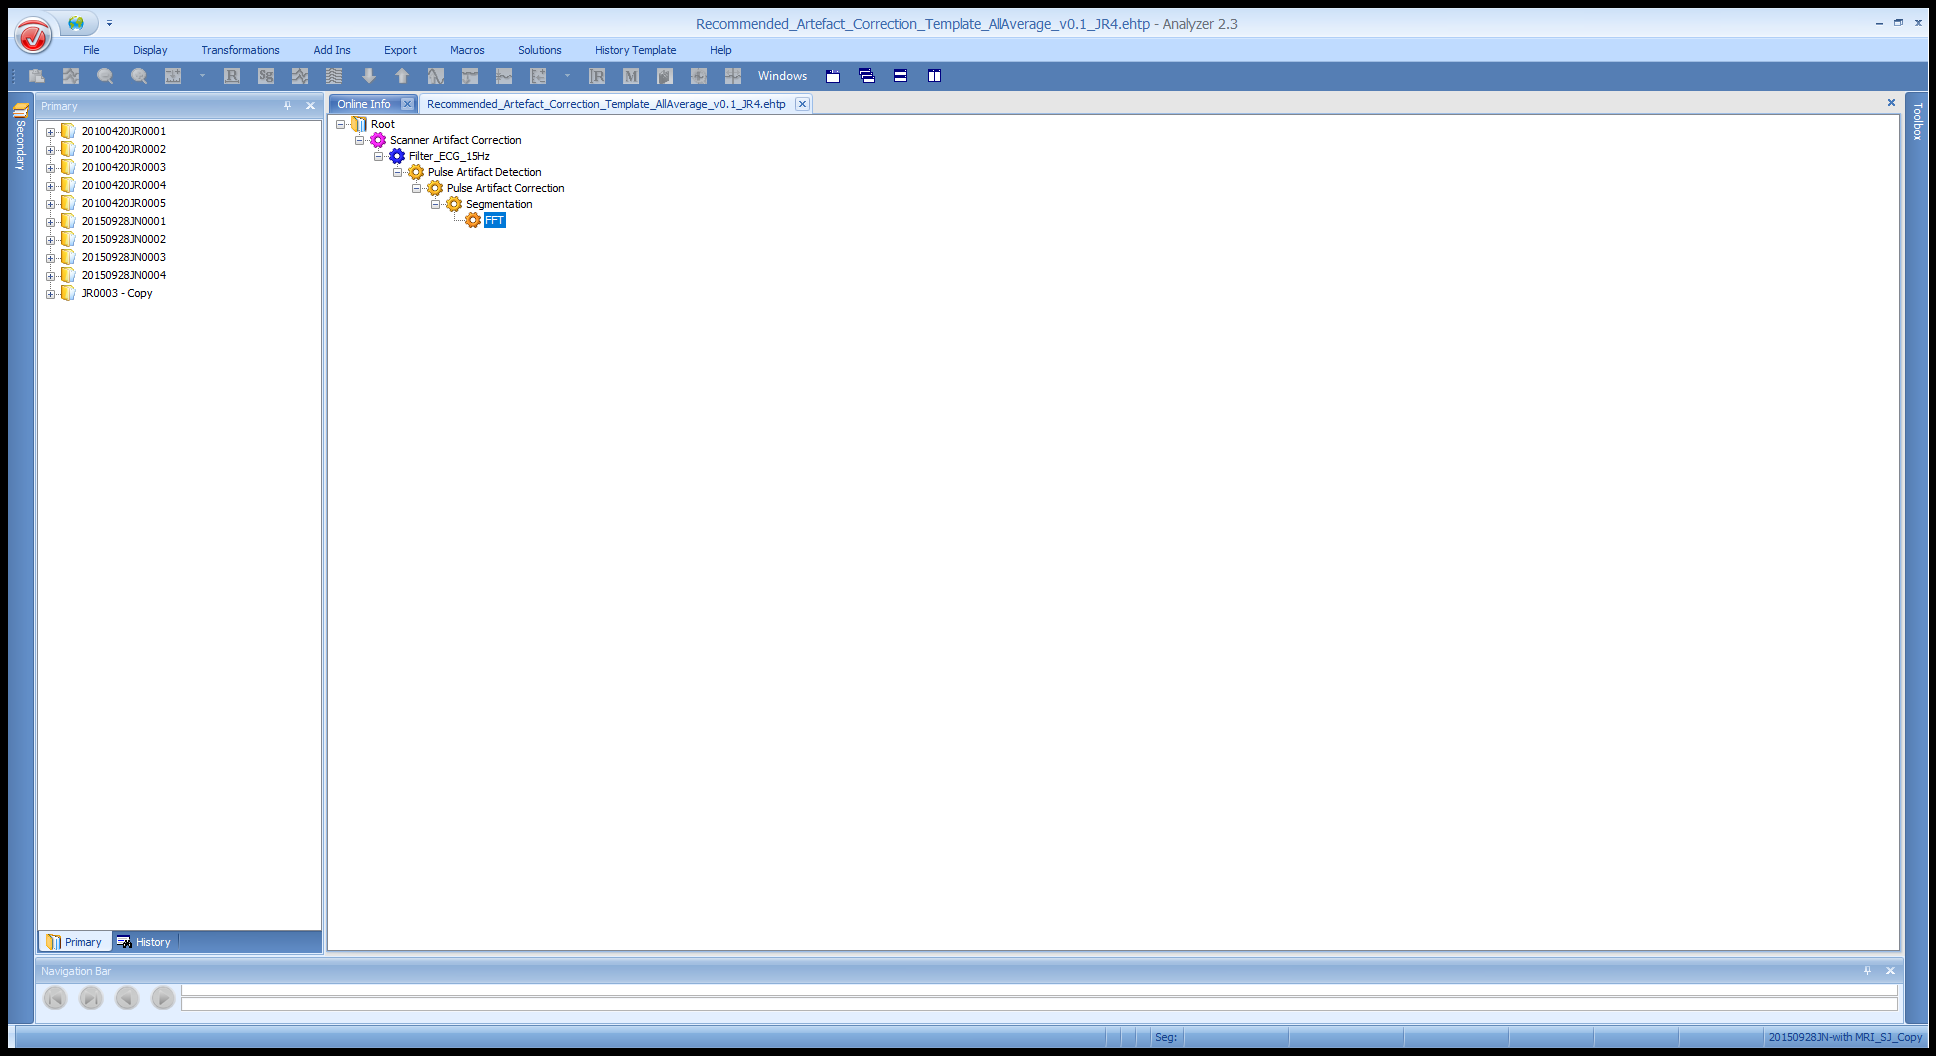 Recommended_Artefact_Correction_Template_AllAverage_v0.1_JR4.ehtp - Analyzer 2.3
File Display Transformations Add Ins Export Macros Solutions History Template Help
R Sg R M Windows
Secondary
Primary
20100420JR0001
20100420JR0002
20100420JR0003
20100420JR0004
20100420JR0005
20150928JN0001
20150928JN0002
20150928JN0003
20150928JN0004
JR0003 - Copy
Primary History
Online Info Recommended_Artefact_Correction_Template_AllAverage_v0.1_JR4.ehtp
Root
Scanner Artifact Correction
Filter_ECG_15Hz
Pulse Artifact Detection
Pulse Artifact Correction
Segmentation
FFT
Toolbox
Navigation Bar
Seg: 20150928JN-with MRI_SJ_Copy